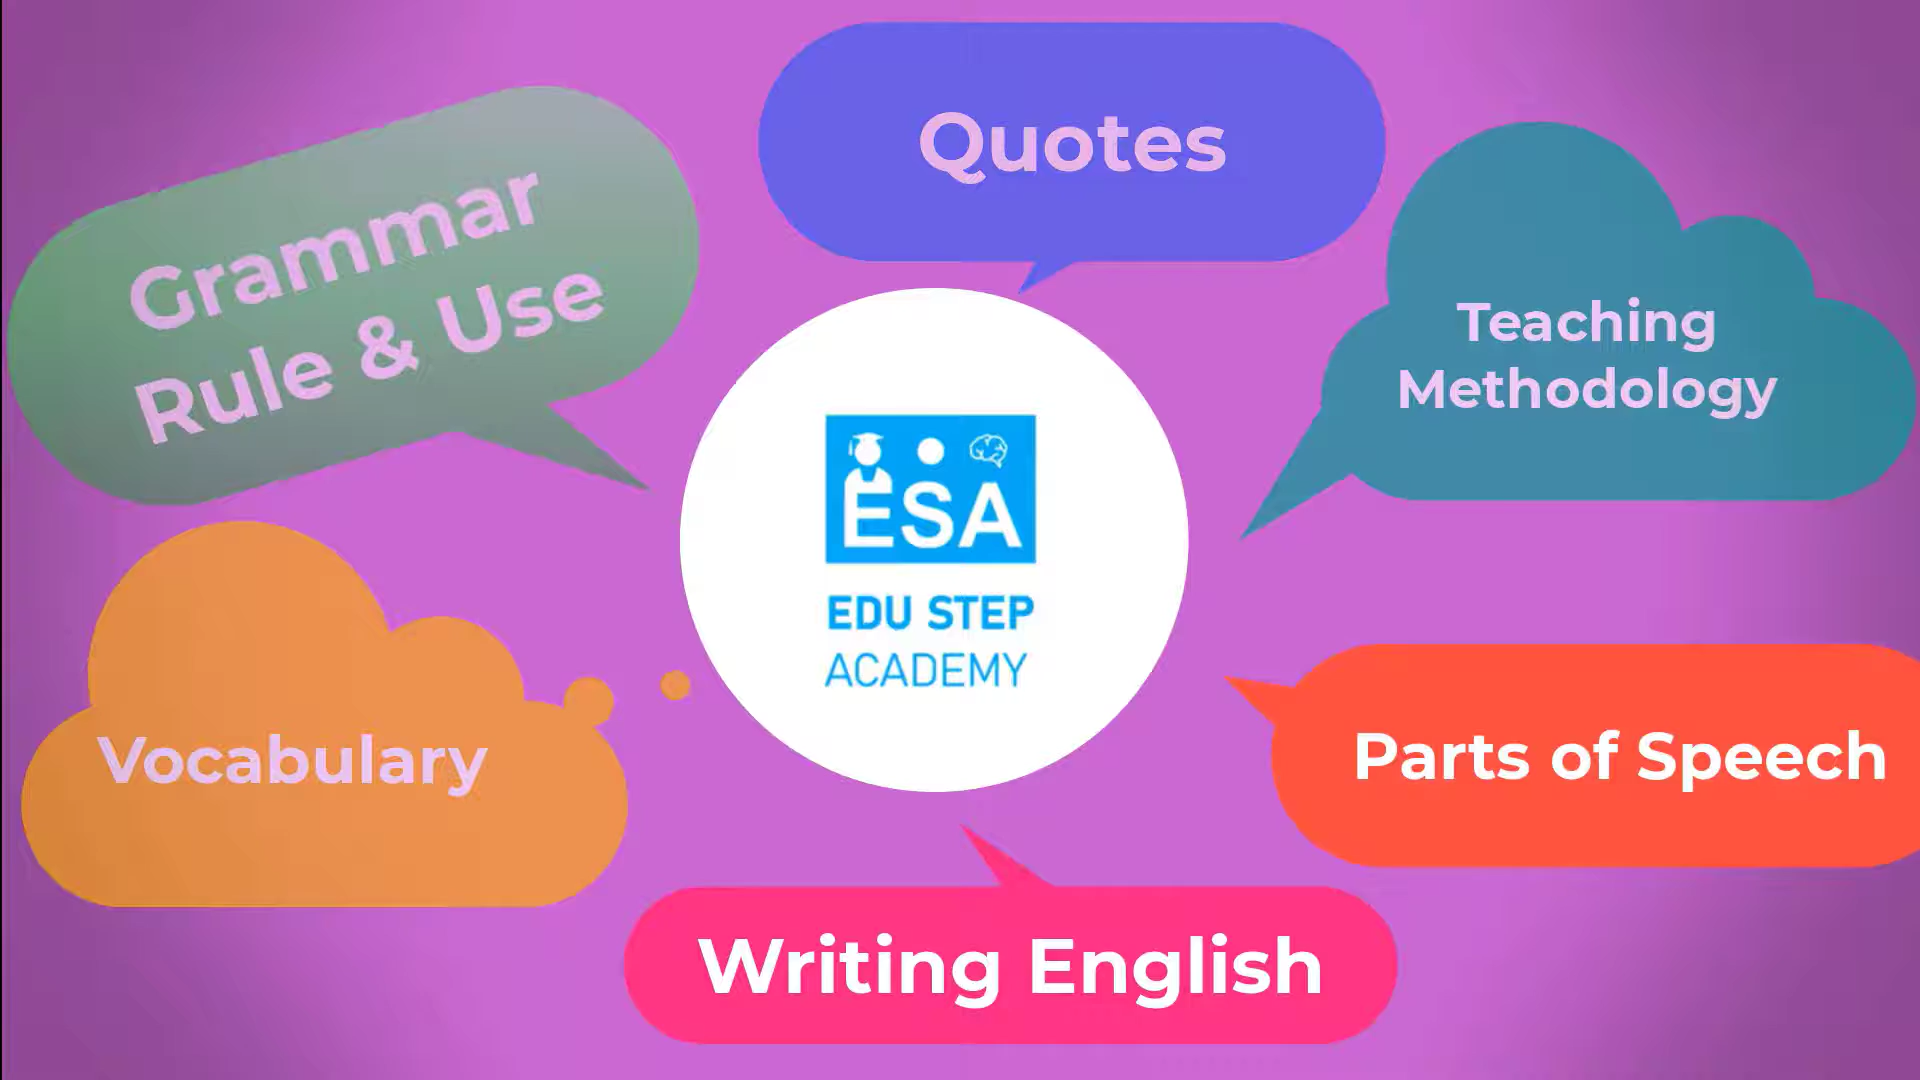 Quotes
Grammar
Rule & Use
Teaching
Methodology
ESA
EDU STEP
ACADEMY
Vocabulary
Parts of Speech
Writing English